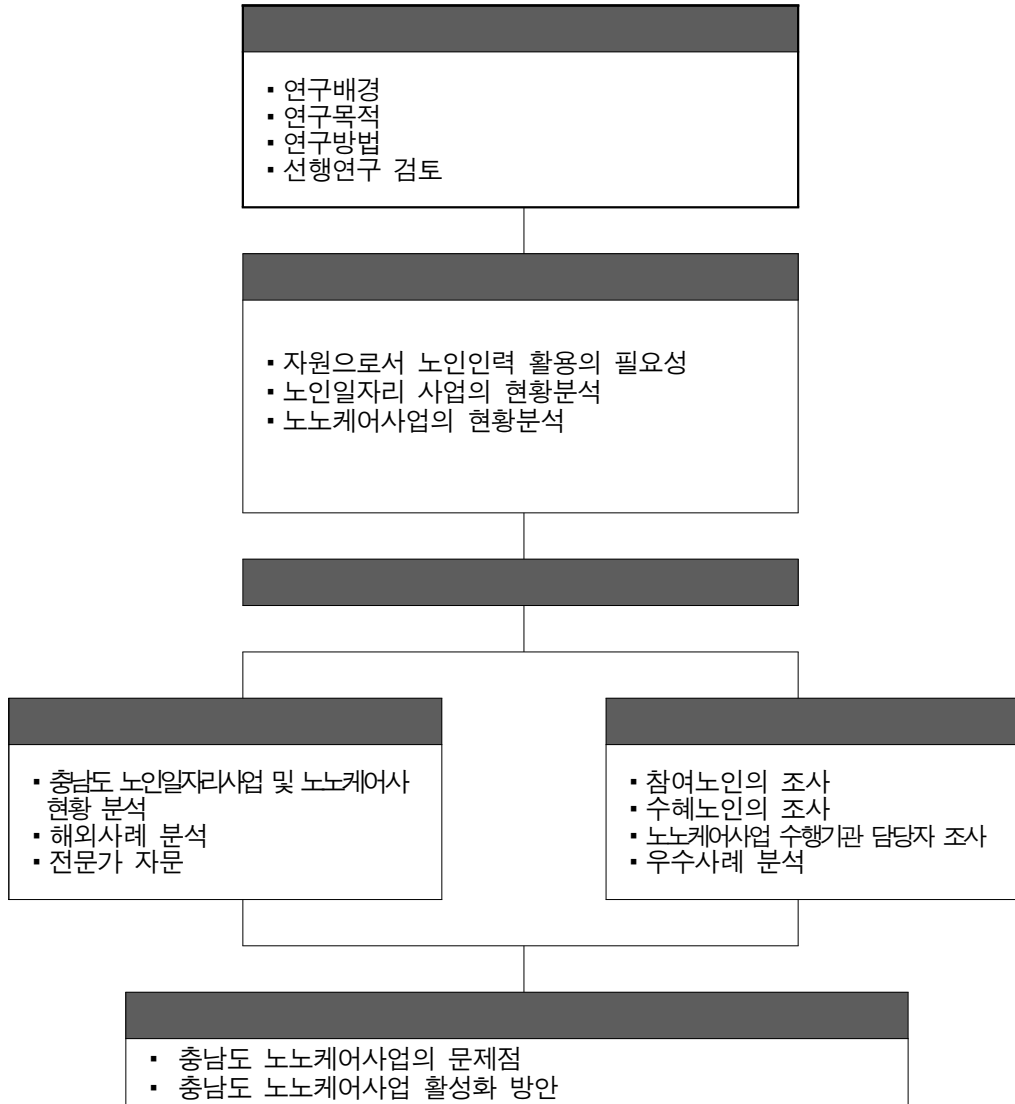 ▪ 연구배경
▪ 연구목적
▪ 연구방법
▪ 선행연구 검토
▪ 자원으로서 노인인력 활용의 필요성
▪ 노인일자리 사업의 현황분석
▪ 노노케어사업의 현황분석
▪ 충남도 노인일자리사업 및 노노케어사
현황 분석
▪ 해외사례 분석
▪ 전문가 자문
▪ 참여노인의 조사
▪ 수혜노인의 조사
▪ 노노케어사업 수행기관 담당자 조사
▪ 우수사례 분석
▪ 충남도 노노케어사업의 문제점
▪ 충남도 노노케어사업 활성화 방안